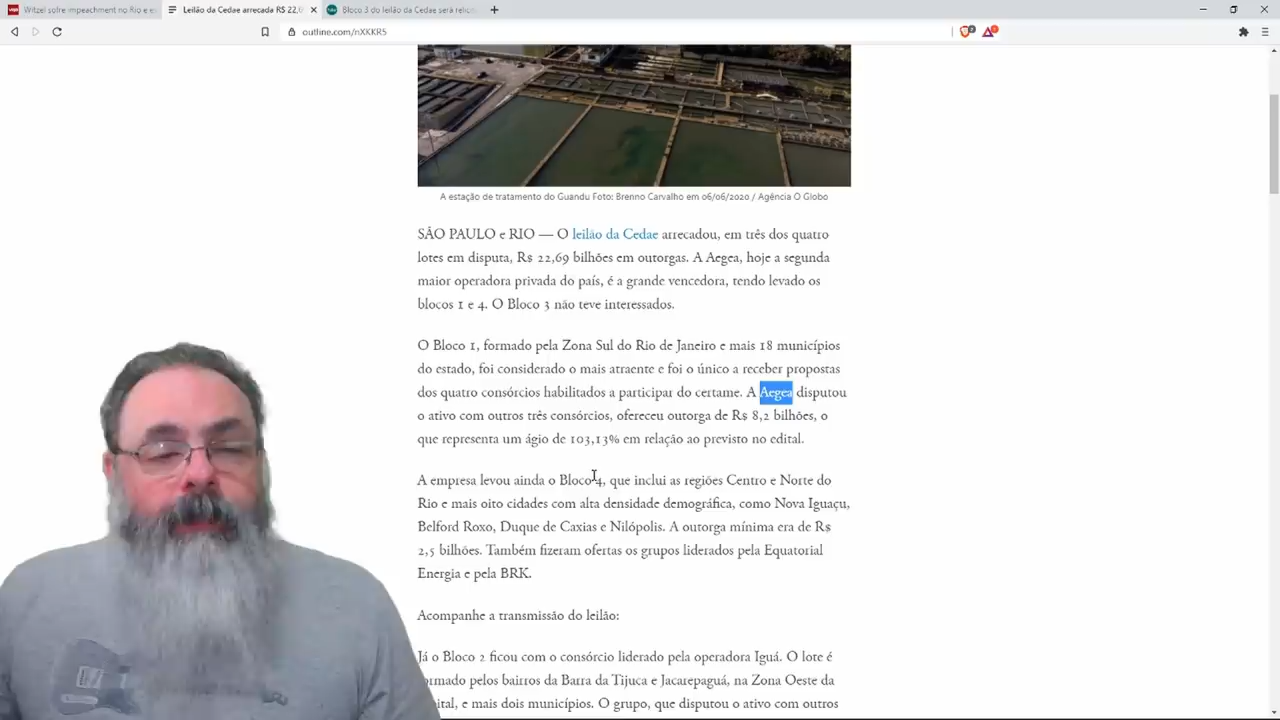 Witzel sofre impeachment no Rio e es
Leilão da Cedae arrecada R$ 22,6
Bloco 3 do leilão da Cedae será relicit
outline.com/nXKKR5
A estação de tratamento do Guandu Foto: Brenno Carvalho em 06/06/2020 / Agência O Globo
SÃO PAULO e RIO — O leilão da Cedae arrecadou, em três dos quatro
lotes em disputa, R$ 22,69 bilhões em outorgas. A Aegea, hoje a segunda
maior operadora privada do país, é a grande vencedora, tendo levado os
blocos 1 e 4. O Bloco 3 não teve interessados.
O Bloco 1, formado pela Zona Sul do Rio de Janeiro e mais 18 municípios
do estado, foi considerado o mais atraente e foi o único a receber propostas
dos quatro consórcios habilitados a participar do certame. A Aegea disputou
o ativo com outros três consórcios, ofereceu outorga de R$ 8,2 bilhões, o
que representa um ágio de 103,13% em relação ao previsto no edital.
A empresa levou ainda o Bloco 4, que inclui as regiões Centro e Norte do
Rio e mais oito cidades com alta densidade demográfica, como Nova Iguaçu,
Belford Roxo, Duque de Caxias e Nilópolis. A outorga mínima era de R$
2,5 bilhões. Também fizeram ofertas os grupos liderados pela Equatorial
Energia e pela BRK.
Acompanhe a transmissão do leilão:
Já o Bloco 2 ficou com o consórcio liderado pela operadora Iguá. O lote é
formado pelos bairros da Barra da Tijuca e Jacarepaguá, na Zona Oeste da
pital, e mais dois municípios. O grupo, que disputou o ativo com outros